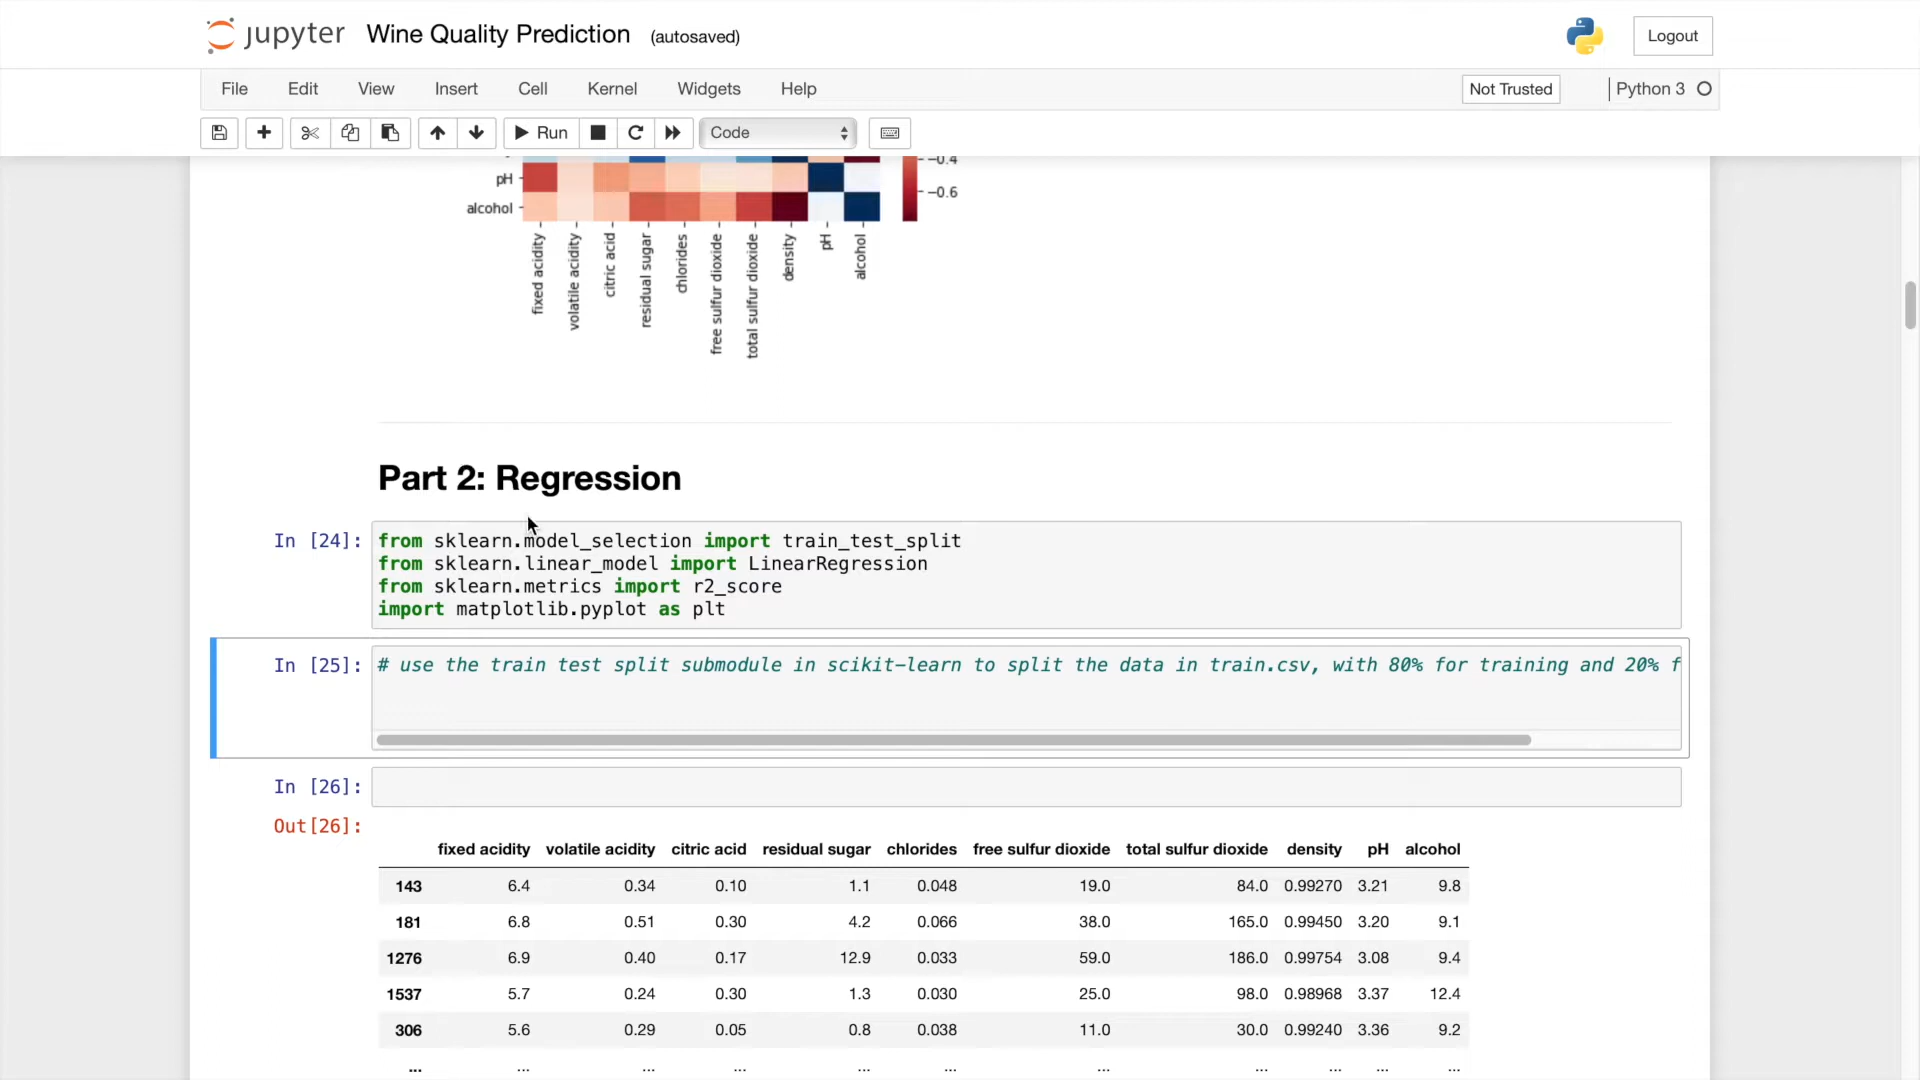 jupyter Wine Quality Prediction (autosaved) Logout
File Edit View Insert Cell Kernel Widgets Help Not Trusted Python 3
Run Code
−0.4
pH
−0.6
alcohol
fixed acidity volatile acidity citric acid residual sugar chlorides free sulfur dioxide total sulfur dioxide density pH alcohol
Part 2: Regression
In [24]: from sklearn.model_selection import train_test_split
from sklearn.linear_model import LinearRegression
from sklearn.metrics import r2_score
import matplotlib.pyplot as plt
In [25]: # use the train test split submodule in scikit-learn to split the data in train.csv, with 80% for training and 20% f
In [26]:
Out[26]:
fixed acidity volatile acidity citric acid residual sugar chlorides free sulfur dioxide total sulfur dioxide density pH alcohol
143 6.4 0.34 0.10 1.1 0.048 19.0 84.0 0.99270 3.21 9.8
181 6.8 0.51 0.30 4.2 0.066 38.0 165.0 0.99450 3.20 9.1
1276 6.9 0.40 0.17 12.9 0.033 59.0 186.0 0.99754 3.08 9.4
1537 5.7 0.24 0.30 1.3 0.030 25.0 98.0 0.98968 3.37 12.4
306 5.6 0.29 0.05 0.8 0.038 11.0 30.0 0.99240 3.36 9.2
... ... ... ... ... ... ... ... ... ... ...